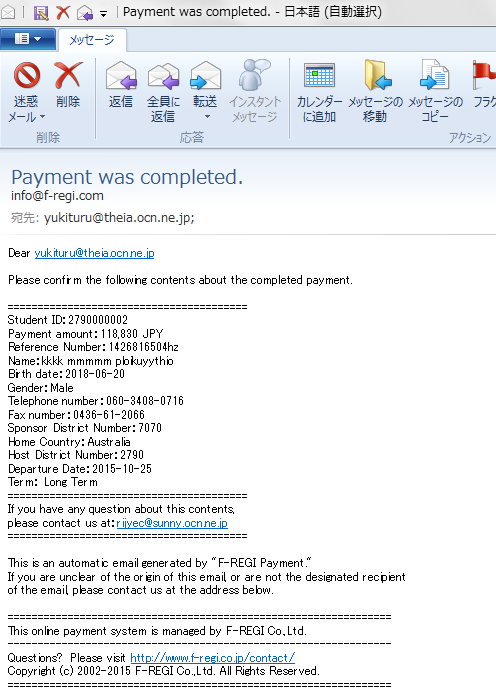 Payment was completed. - 日本語 (自動選択)
メッセージ
迷惑メール 削除 返信 全員に返信 転送 インスタントメッセージ カレンダーに追加 メッセージの移動 メッセージのコピー フラグ
削除 応答 アクション
Payment was completed.
info@f-regi.com
宛先: yukituru@theia.ocn.ne.jp;
Dear yukituru@theia.ocn.ne.jp
Please confirm the following contents about the completed payment.
========================================
Student ID:2790000002
Payment amount:118,830 JPY
Reference Number:1426816504hz
Name:kkkk mmmmm ploikuyythio
Birth date:2018-06-20
Gender:Male
Telephone number:060-3408-0716
Fax number:0436-61-2066
Sponsor District Number:7070
Home Country:Australia
Host District Number:2790
Departure Date:2015-10-25
Term: Long Term
========================================
If you have any question about this contents,
please contact us at:rijyec@sunny.ocn.ne.jp
========================================
This is an automatic email generated by "F-REGI Payment."
If you are unclear of the origin of this email, or are not the designated recipient
of the email, please contact us at the address below.
================================================================
This online payment system is managed by F-REGI Co.,Ltd.
----------------------------------------------------------------
Questions? Please visit http://www.f-regi.co.jp/contact/
Copyright (c) 2002-2015 F-REGI Co.,Ltd. All Rights Reserved.
================================================================